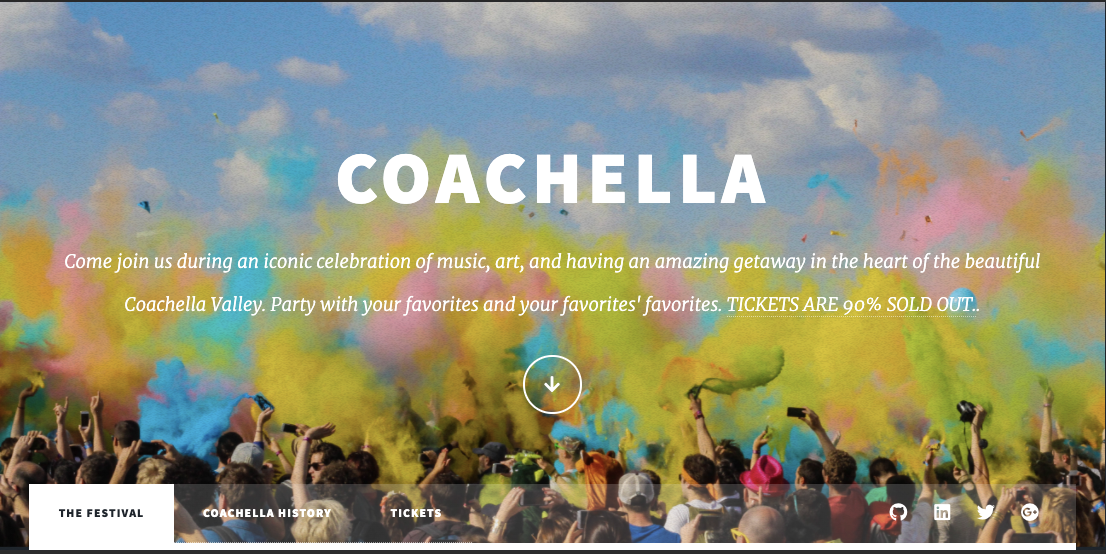 COACHELLA
Come join us during an iconic celebration of music, art, and having an amazing getaway in the heart of the beautiful
Coachella Valley. Party with your favorites and your favorites' favorites. TICKETS ARE 90% SOLD OUT..
THE FESTIVAL COACHELLA HISTORY TICKETS